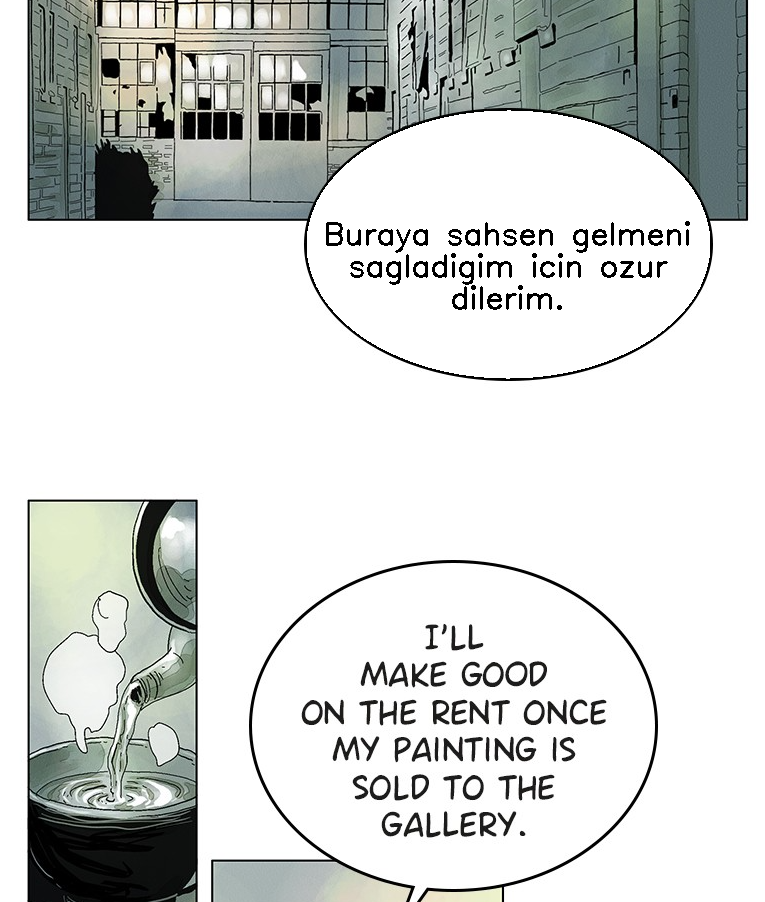 Buraya sahsen gelmeni
sagladigim icin ozur
dilerim.
I'LL
MAKE GOOD
ON THE RENT ONCE
MY PAINTING IS
SOLD TO THE
GALLERY.